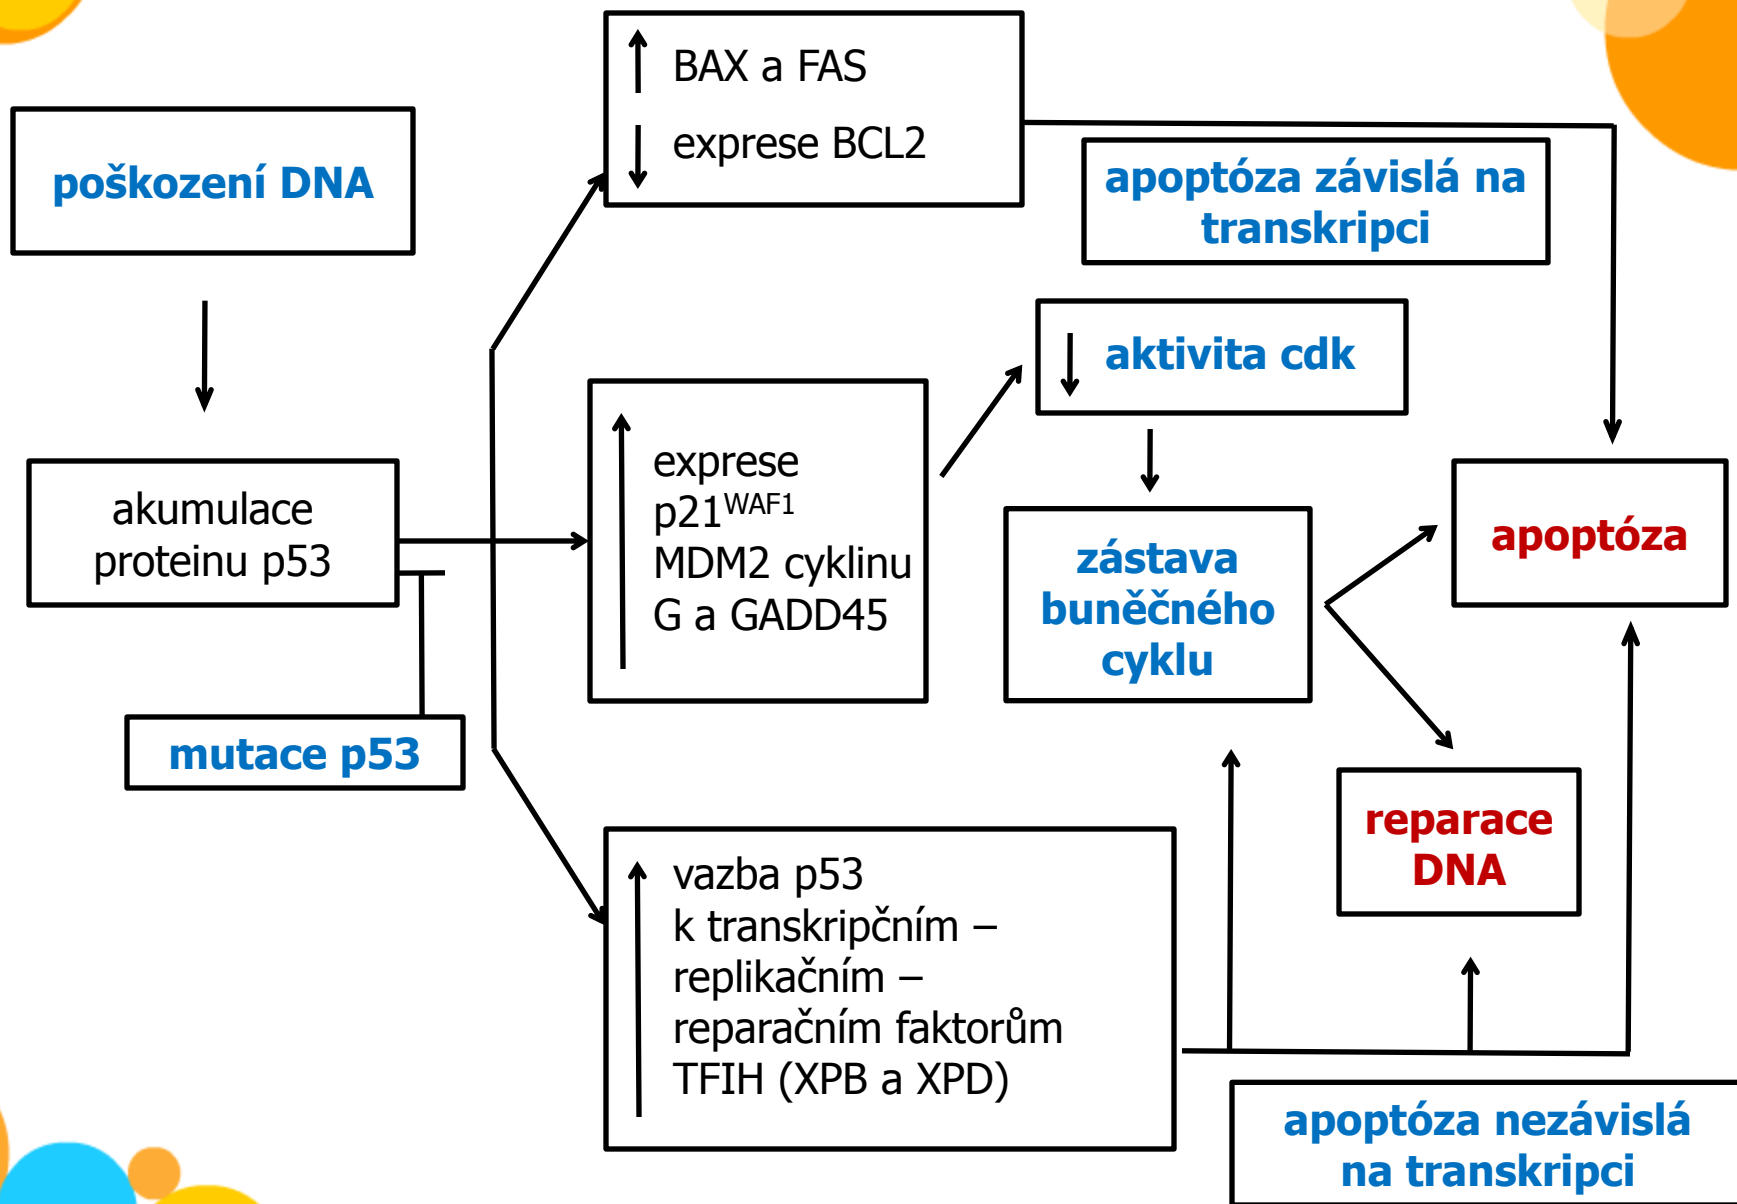 BAX a FAS
exprese BCL2
poškození DNA
apoptóza závislá na
transkripci
aktivita cdk
akumulace
proteinu p53
exprese
p21WAF1
MDM2 cyklinu
G a GADD45
zástava
buněčného
cyklu
apoptóza
mutace p53
reparace
DNA
vazba p53
k transkripčním –
replikačním –
reparačním faktorům
TFIH (XPB a XPD)
apoptóza nezávislá
na transkripci